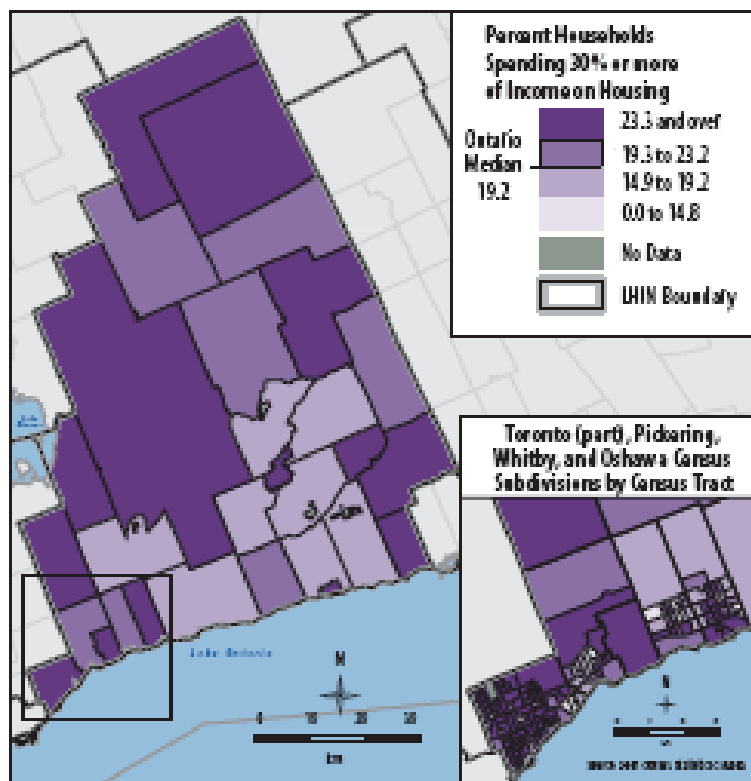 Percent Households
Spending 30% or more
of Income on Housing
Ontario
Median
19.2
23.3 and over
19.3 to 23.2
14.9 to 19.2
0.0 to 14.8
No Data
LHIN Boundary
Toronto (part), Pickering,
Whitby, and Oshawa Census
Subdivisions by Census Tract
Lake Ontario
N
0 10 20 30
km
N